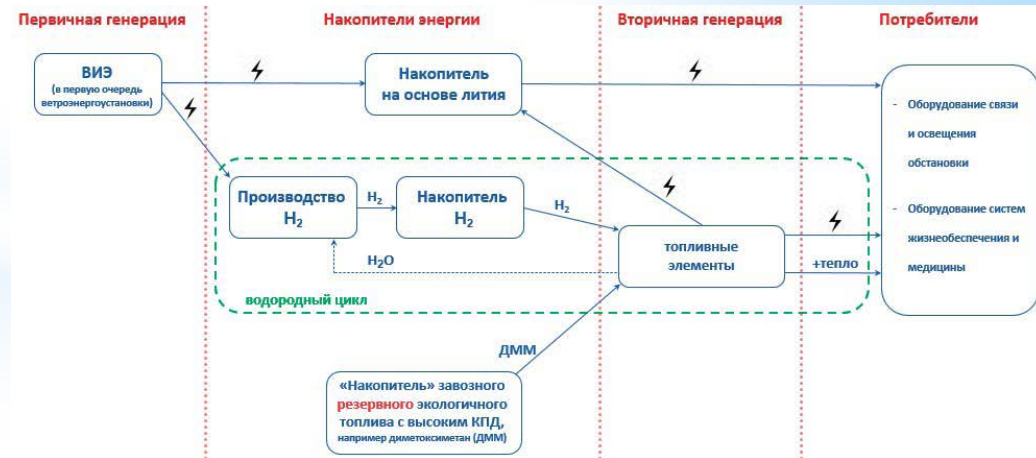 Первичная генерация
Накопители энергии
Вторичная генерация
Потребители
ВИЭ
(в первую очередь
ветроэнергоустановки)
Накопитель
на основе лития
- Оборудование связи
и освещения
обстановки
- Оборудование систем
жизнеобеспечения и
медицины
Производство
H₂
H₂
Накопитель
H₂
H₂
топливные
элементы
+тепло
H₂O
водородный цикл
ДММ
«Накопитель» завозного
резервного экологичного
топлива с высоким КПД,
например диметоксиметан (ДММ)